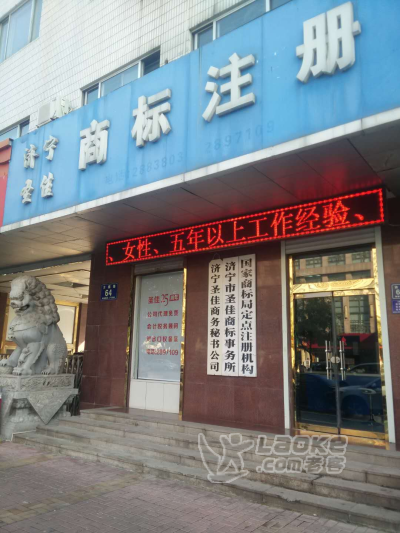 济宁
圣佳
商标注册
2897109
、女性、五年以上工作经验、
国家商标局定点注册机构
济宁市圣佳商标事务所
济宁圣佳商务秘书公司
64
2897109
Laoke
.com老客